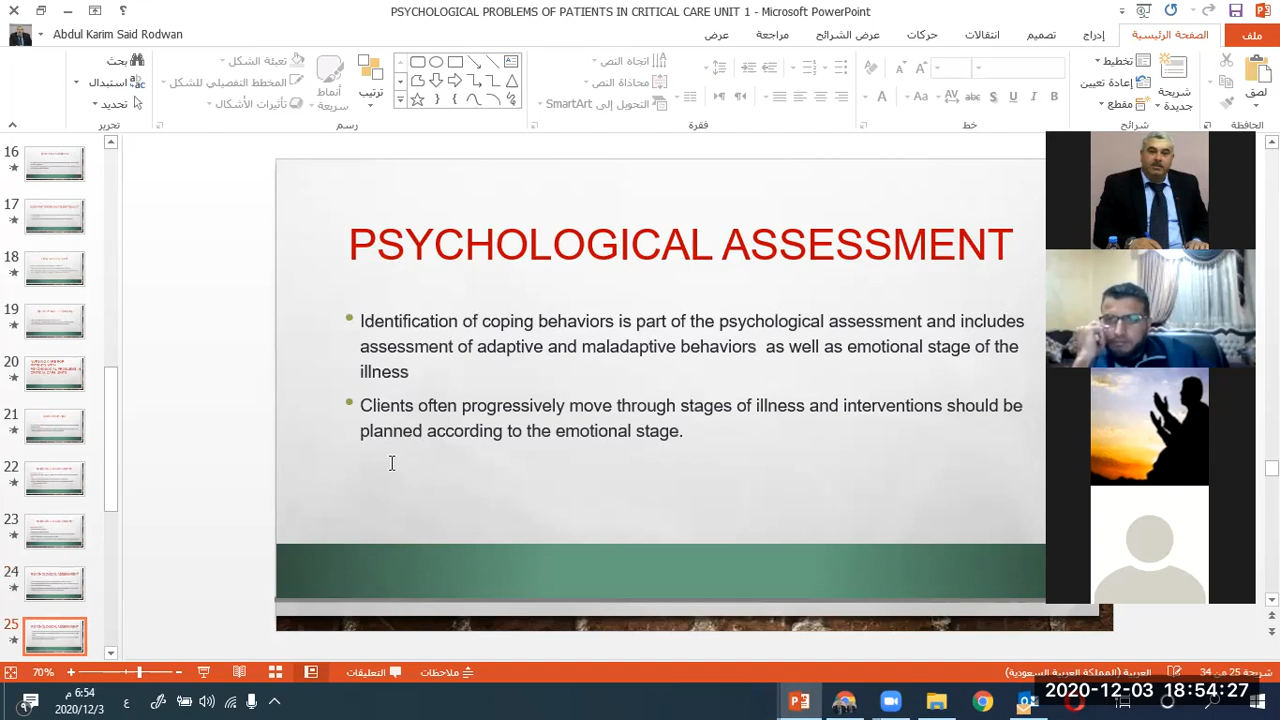 PSYCHOLOGICAL PROBLEMS OF PATIENTS IN CRITICAL CARE UNIT 1 - Microsoft PowerPoint
Abdul Karim Said Rodwan
ملف
الصفحة الرئيسية
إدراج
تصميم
انتقالات
حركات
عرض الشرائح
مراجعة
عرض
لصق
الحافظة
شريحة جديدة
تخطيط
إعادة تعيين
مقطع
شرائح
خط
اتجاه النص
محاذاة النص
التحويل إلى SmartArt
فقرة
ترتيب
أنماط سريعة
تعبئة الشكل
المخطط التفصيلي للشكل
تأثيرات الأشكال
رسم
بحث
استبدال
تحديد
تحرير
16
17
18
19
20
21
22
23
24
25
PSYCHOLOGICAL ASSESSMENT
Identification of coping behaviors is part of the psychological assessment and includes
assessment of adaptive and maladaptive behaviors as well as emotional stage of the
illness
Clients often progressively move through stages of illness and interventions should be
planned according to the emotional stage.
شريحة 25 من 34
العربية (المملكة العربية السعودية)
ملاحظات
التعليقات
70%
6:54 م
2020/12/3
ع
2020-12-03 18:54:27